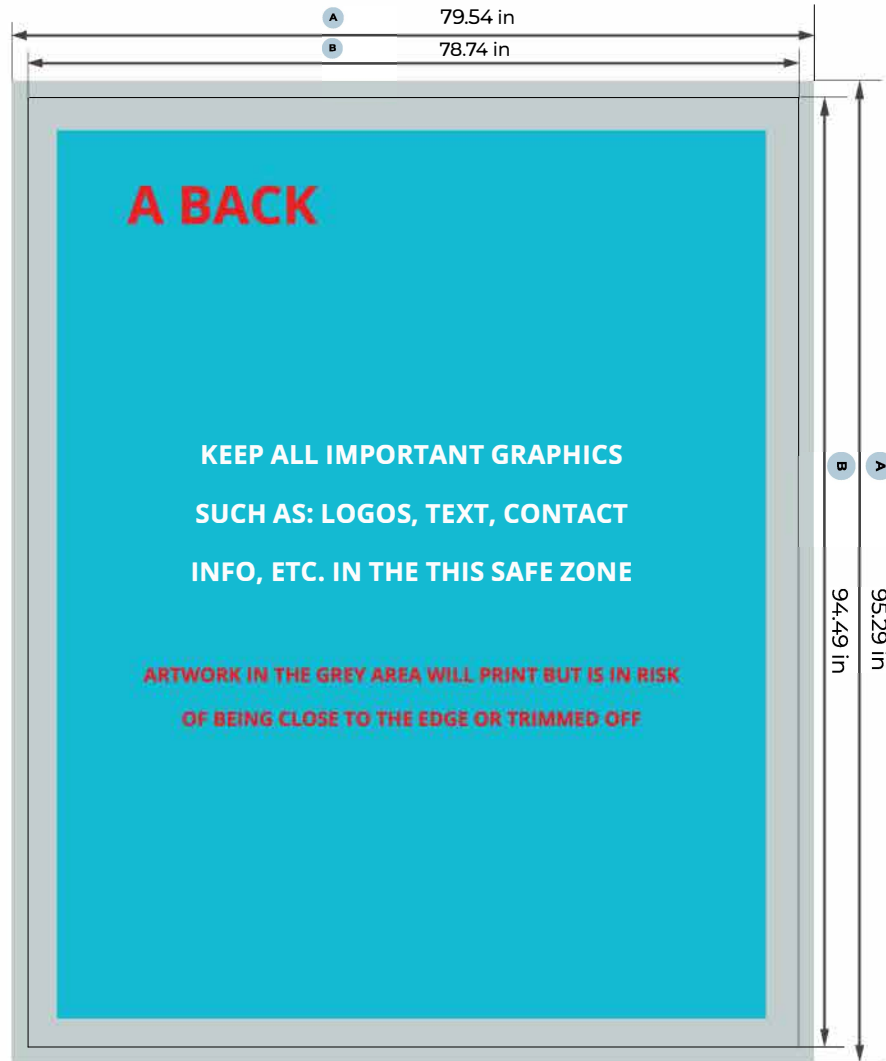 A 79.54 in
B 78.74 in
A BACK
KEEP ALL IMPORTANT GRAPHICS
SUCH AS: LOGOS, TEXT, CONTACT
INFO, ETC. IN THE THIS SAFE ZONE
ARTWORK IN THE GREY AREA WILL PRINT BUT IS IN RISK
OF BEING CLOSE TO THE EDGE OR TRIMMED OFF
B 94.49 in
A 95.29 in